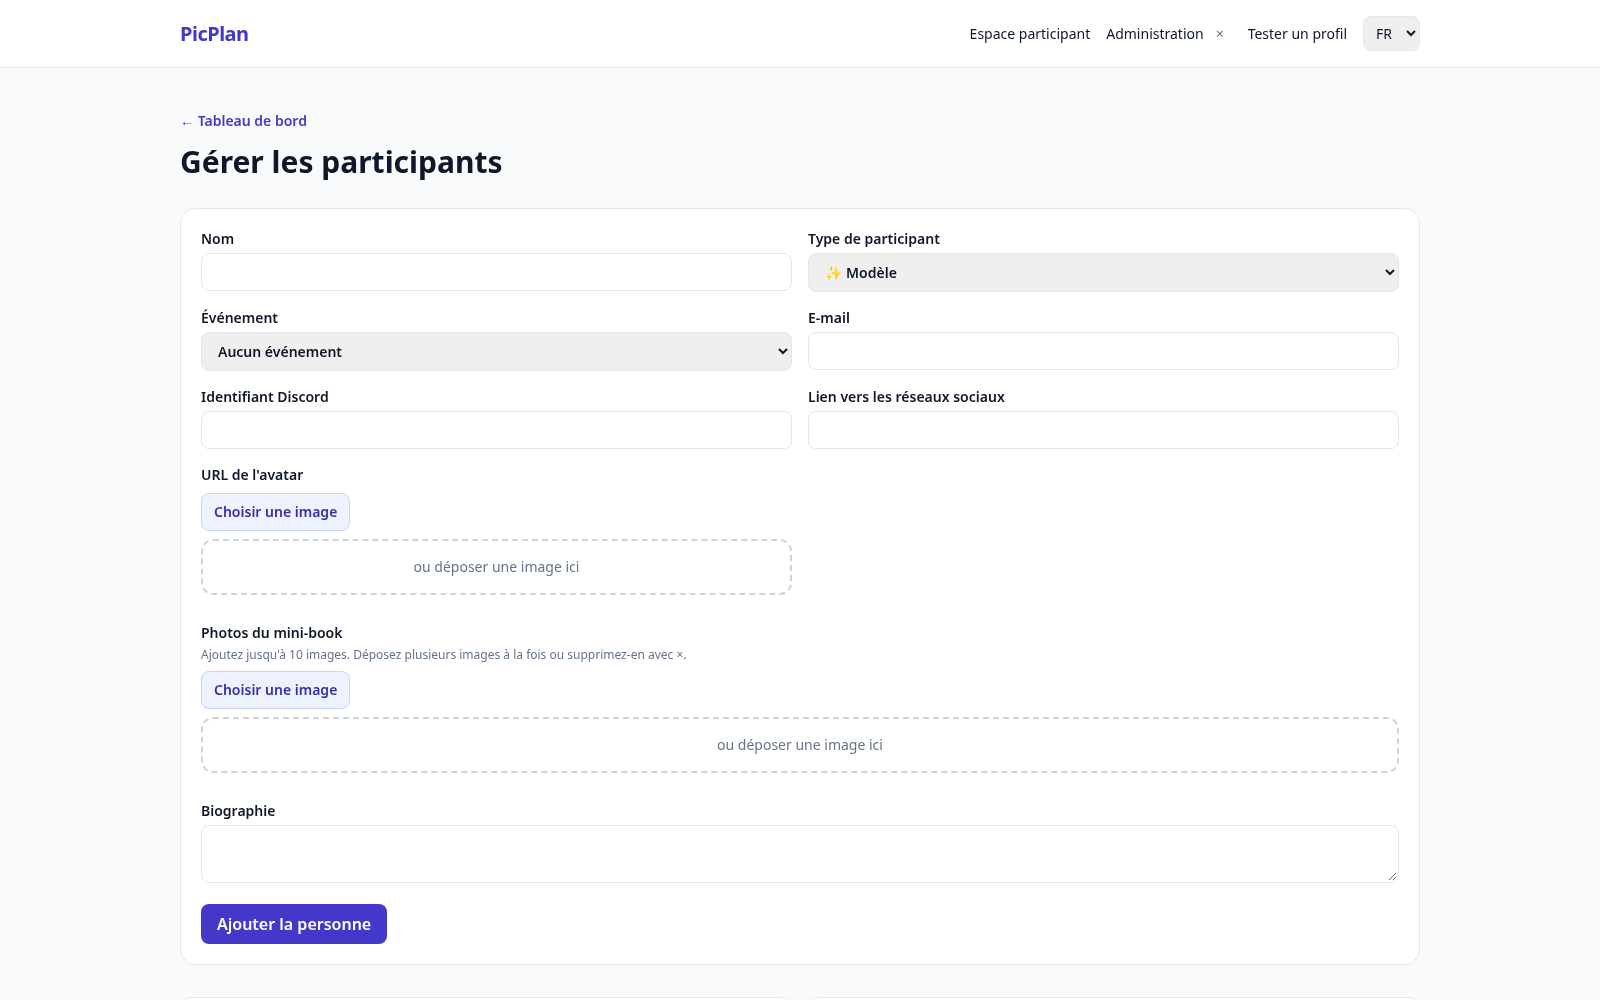 PicPlan
Espace participant
Administration ×
Tester un profil
FR
← Tableau de bord
Gérer les participants
Nom
Type de participant
✨ Modèle
Événement
E-mail
Aucun événement
Identifiant Discord
Lien vers les réseaux sociaux
URL de l'avatar
Choisir une image
ou déposer une image ici
Photos du mini-book
Ajoutez jusqu'à 10 images. Déposez plusieurs images à la fois ou supprimez-en avec ×.
Choisir une image
ou déposer une image ici
Biographie
Ajouter la personne